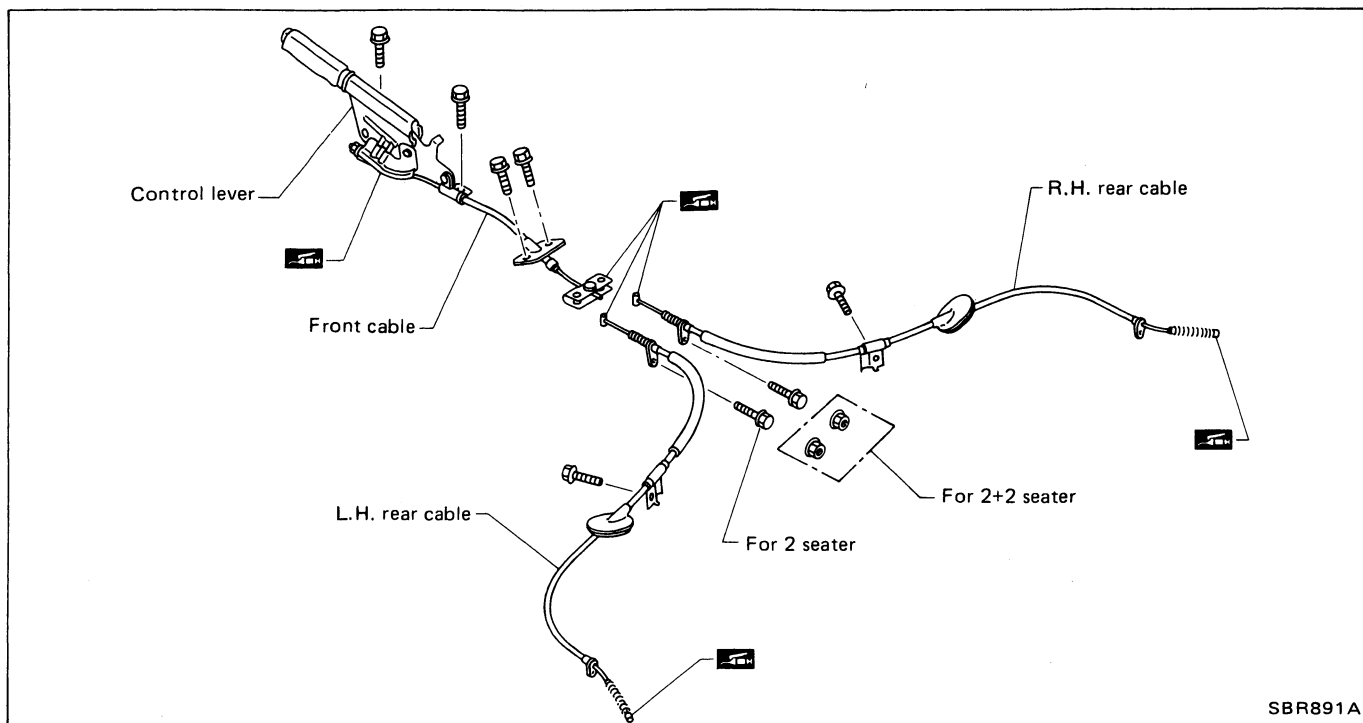 Control lever
R.H. rear cable
Front cable
For 2+2 seater
L.H. rear cable
For 2 seater
SBR891A